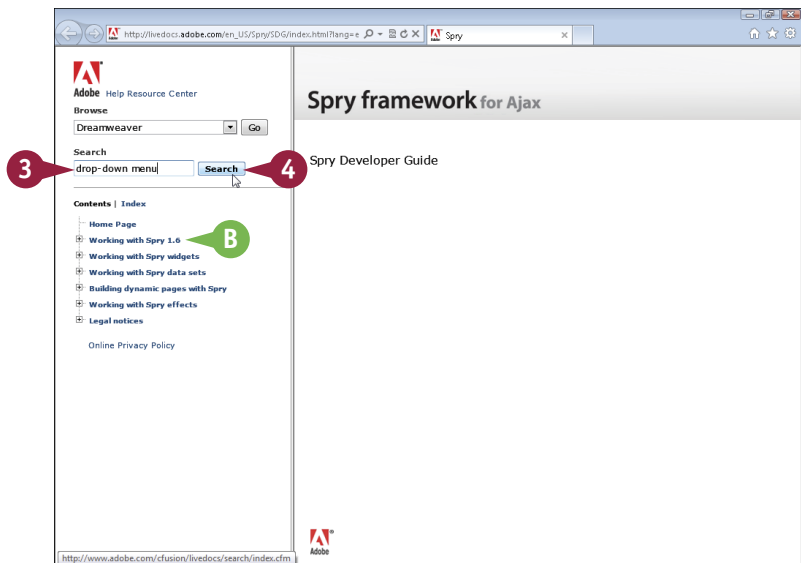 http://livedocs.adobe.com/en_US/Spry/SDG/index.html?lang=e
Spry
Adobe Help Resource Center
Browse
Dreamweaver
Go
Search
3
drop-down menu
Search
4
Contents | Index
Home Page
Working with Spry 1.6
B
Working with Spry widgets
Working with Spry data sets
Building dynamic pages with Spry
Working with Spry effects
Legal notices
Online Privacy Policy
Spry framework for Ajax
Spry Developer Guide
Adobe
http://www.adobe.com/cfusion/livedocs/search/index.cfm